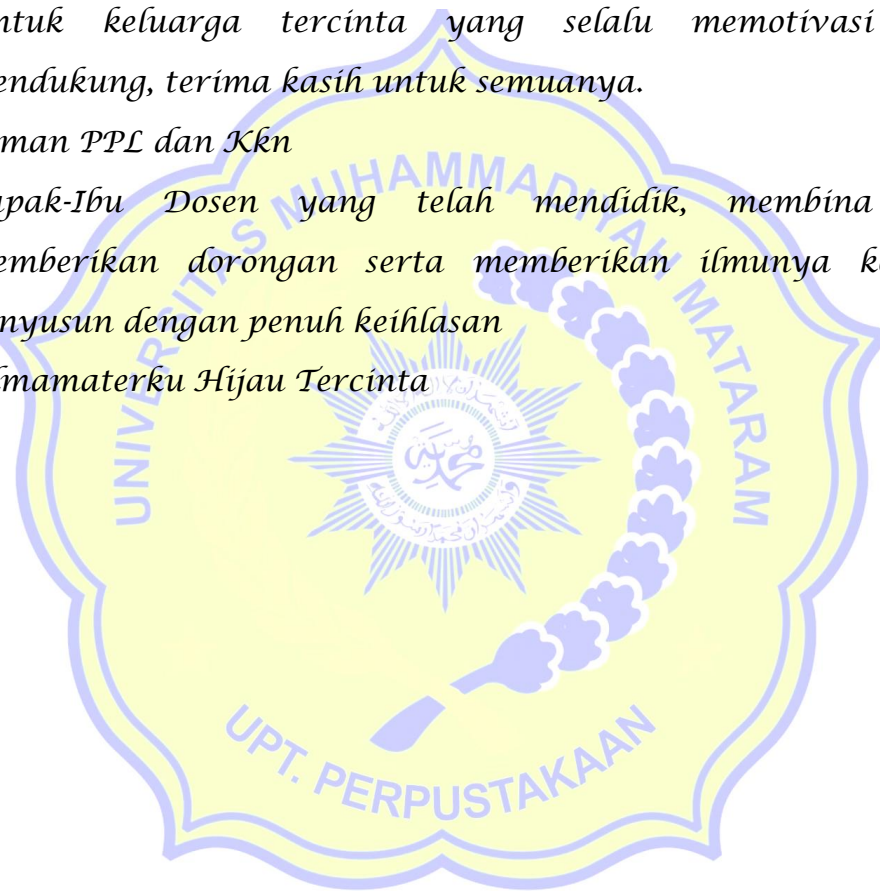 ntuk keluarga tercinta yang selalu memotivasi
endukung, terima kasih untuk semuanya.
man PPL dan Kkn
pak-Ibu Dosen yang telah mendidik, membina
emberikan dorongan serta memberikan ilmunya
nyusun dengan penuh keihlasan
lmamaterku Hijau Tercinta
UNIVERSITAS MUHAMMADIYAH MATARAM
UPT. PERPUSTAKAAN